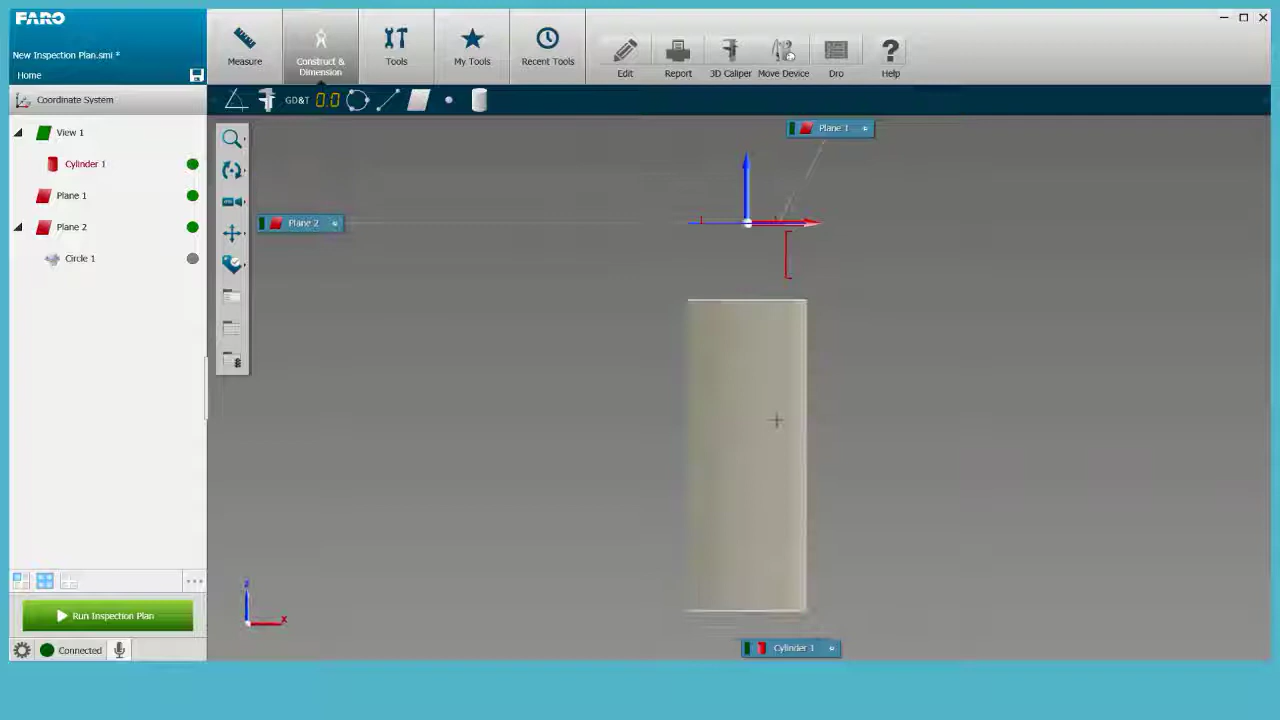 FARO
New Inspection Plan.smi *
Home
Measure
Construct &
Dimension
Tools
My Tools
Recent Tools
Edit
Report
3D Caliper
Move Device
Dro
Help
Coordinate System
GD&T
0.0
View 1
Cylinder 1
Plane 1
Plane 2
Circle 1
Plane 1
Plane 2
Cylinder 1
z
x
Run Inspection Plan
Connected